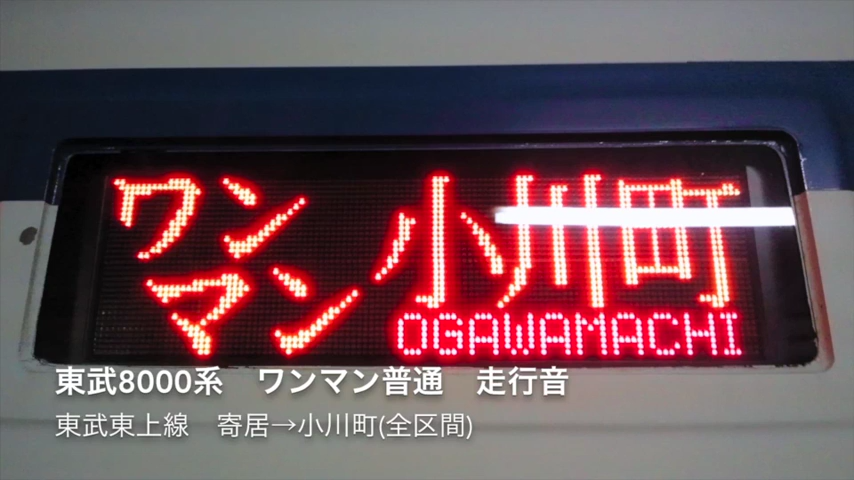 ワン
マン
小川町
OGAWAMACHI
東武8000系　ワンマン普通　走行音
東武東上線　寄居→小川町(全区間)